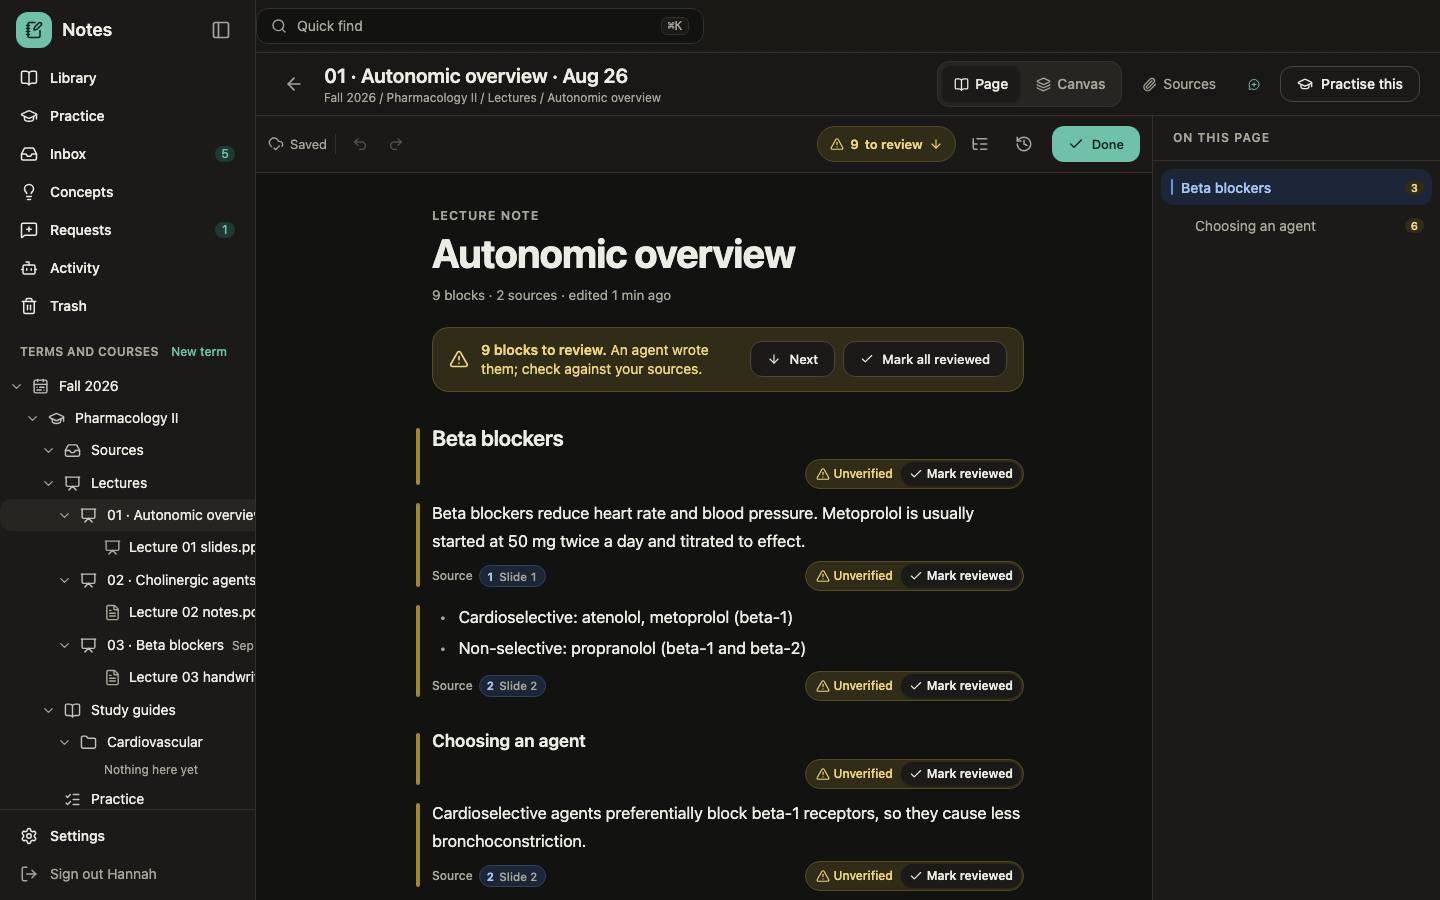 Notes
Quick find
⌘K
Library
Practice
Inbox 5
Concepts
Requests 1
Activity
Trash
TERMS AND COURSES New term
Fall 2026
Pharmacology II
Sources
Lectures
01 · Autonomic overview
Lecture 01 slides.pp
02 · Cholinergic agents
Lecture 02 notes.pd
03 · Beta blockers Sep
Lecture 03 handwri
Study guides
Cardiovascular
Nothing here yet
Practice
Settings
Sign out Hannah
01 · Autonomic overview · Aug 26
Fall 2026 / Pharmacology II / Lectures / Autonomic overview
Page
Canvas
Sources
Practise this
Saved
9 to review
Done
LECTURE NOTE
Autonomic overview
9 blocks · 2 sources · edited 1 min ago
9 blocks to review. An agent wrote
them; check against your sources.
Next
Mark all reviewed
Beta blockers
Unverified Mark reviewed
Beta blockers reduce heart rate and blood pressure. Metoprolol is usually
started at 50 mg twice a day and titrated to effect.
Source 1 Slide 1 Unverified Mark reviewed
• Cardioselective: atenolol, metoprolol (beta-1)
• Non-selective: propranolol (beta-1 and beta-2)
Source 2 Slide 2 Unverified Mark reviewed
Choosing an agent
Unverified Mark reviewed
Cardioselective agents preferentially block beta-1 receptors, so they cause less
bronchoconstriction.
Source 2 Slide 2 Unverified Mark reviewed
ON THIS PAGE
Beta blockers 3
Choosing an agent 6